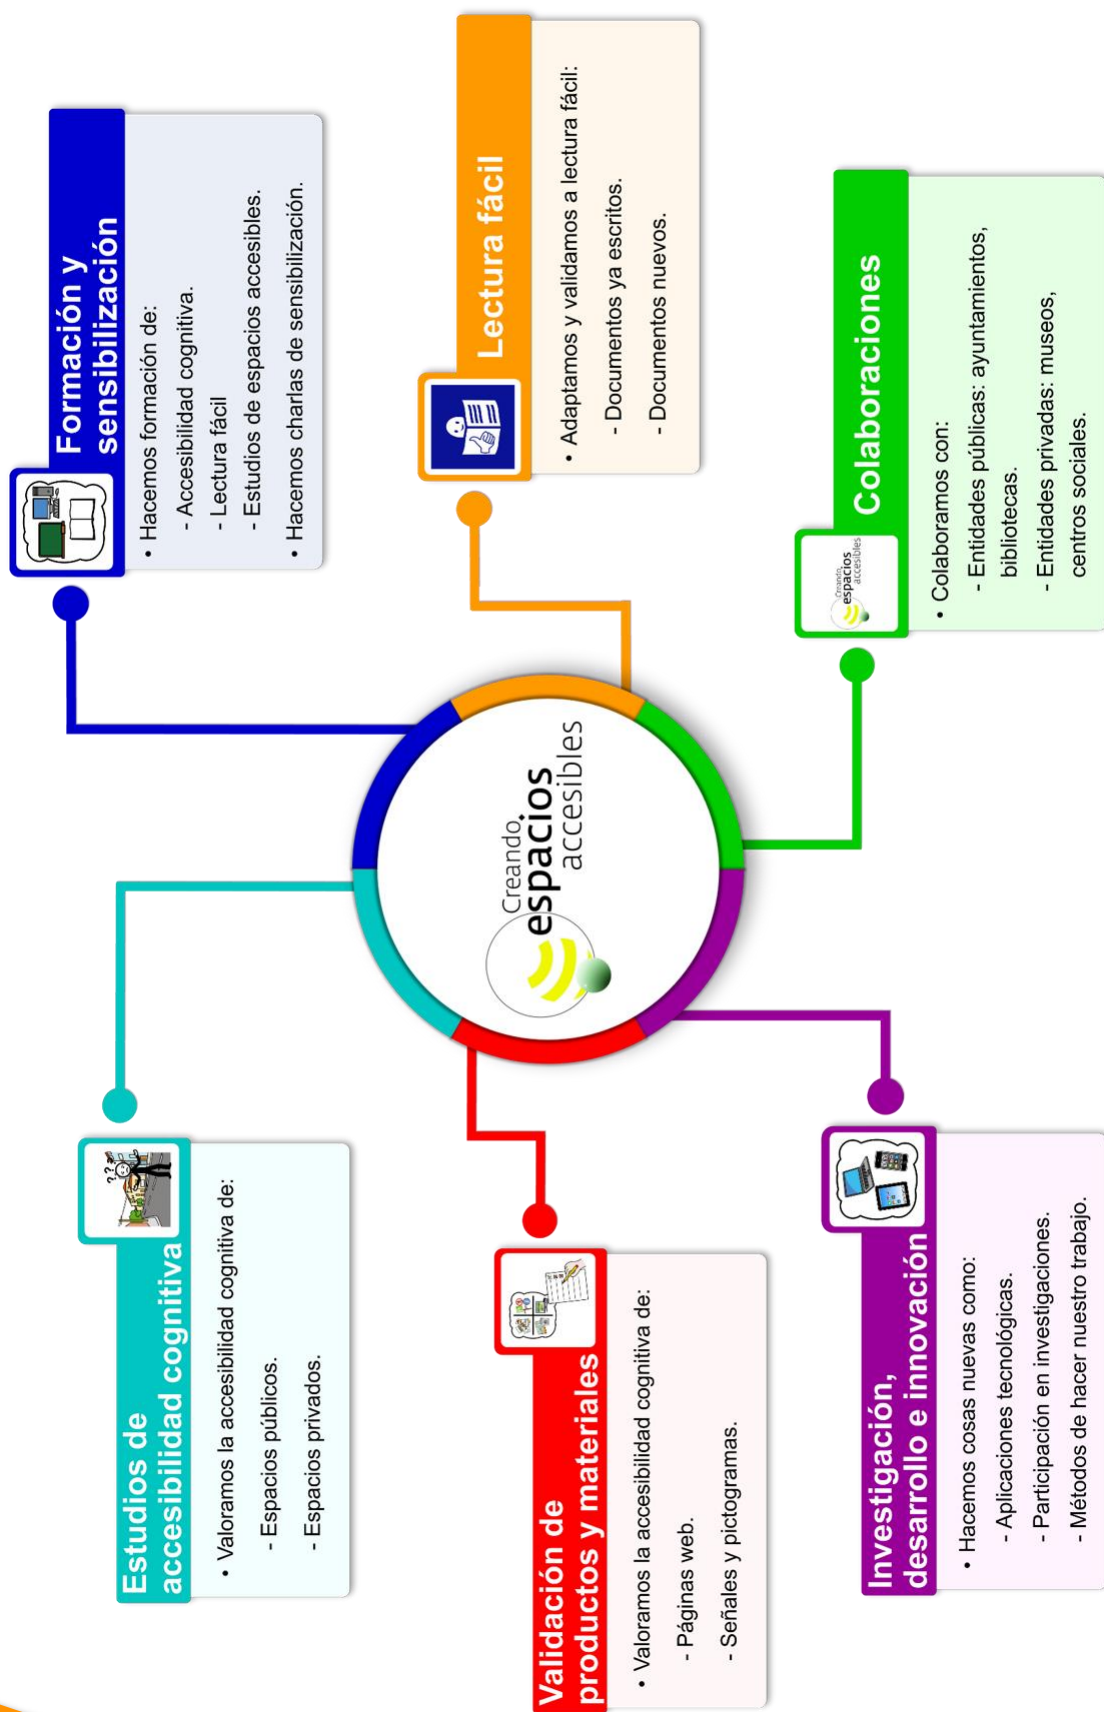 Estudios de
accesibilidad cognitiva
• Valoramos la accesibilidad cognitiva de:
- Espacios públicos.
- Espacios privados.
Formación y
sensibilización
• Hacemos formación de:
- Accesibilidad cognitiva.
- Lectura fácil
- Estudios de espacios accesibles.
• Hacemos charlas de sensibilización.
Validación de
productos y materiales
• Valoramos la accesibilidad cognitiva de:
- Páginas web.
- Señales y pictogramas.
Creando
espacios
accesibles
Lectura fácil
• Adaptamos y validamos a lectura fácil:
- Documentos ya escritos.
- Documentos nuevos.
Investigación,
desarrollo e innovación
• Hacemos cosas nuevas como:
- Aplicaciones tecnológicas.
- Participación en investigaciones.
- Métodos de hacer nuestro trabajo.
Creando
espacios
accesibles
Colaboraciones
• Colaboramos con:
- Entidades públicas: ayuntamientos,
bibliotecas.
- Entidades privadas: museos,
centros sociales.